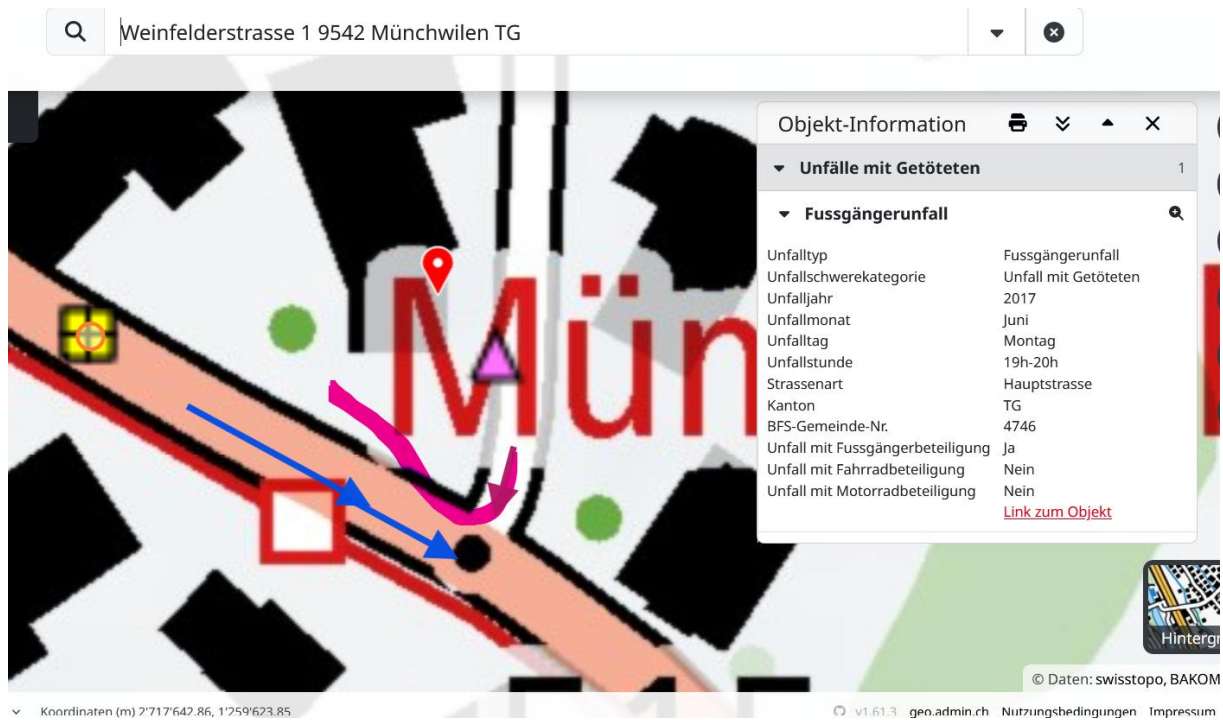 Weinfelderstrasse 1 9542 Münchwilen TG
Objekt-Information
Unfälle mit Getöteten 1
Fussgängerunfall
Unfalltyp Fussgängerunfall
Unfallschwerekategorie Unfall mit Getöteten
Unfalljahr 2017
Unfallmonat Juni
Unfalltag Montag
Unfallstunde 19h-20h
Strassenart Hauptstrasse
Kanton TG
BFS-Gemeinde-Nr. 4746
Unfall mit Fussgängerbeteiligung Ja
Unfall mit Fahrradbeteiligung Nein
Unfall mit Motorradbeteiligung Nein
Link zum Objekt
Mün
Hintergr
© Daten: swisstopo, BAKOM
Koordinaten (m) 2'717'642.86, 1'259'623.85
v1.61.3 geo.admin.ch Nutzungsbedingungen Impressum